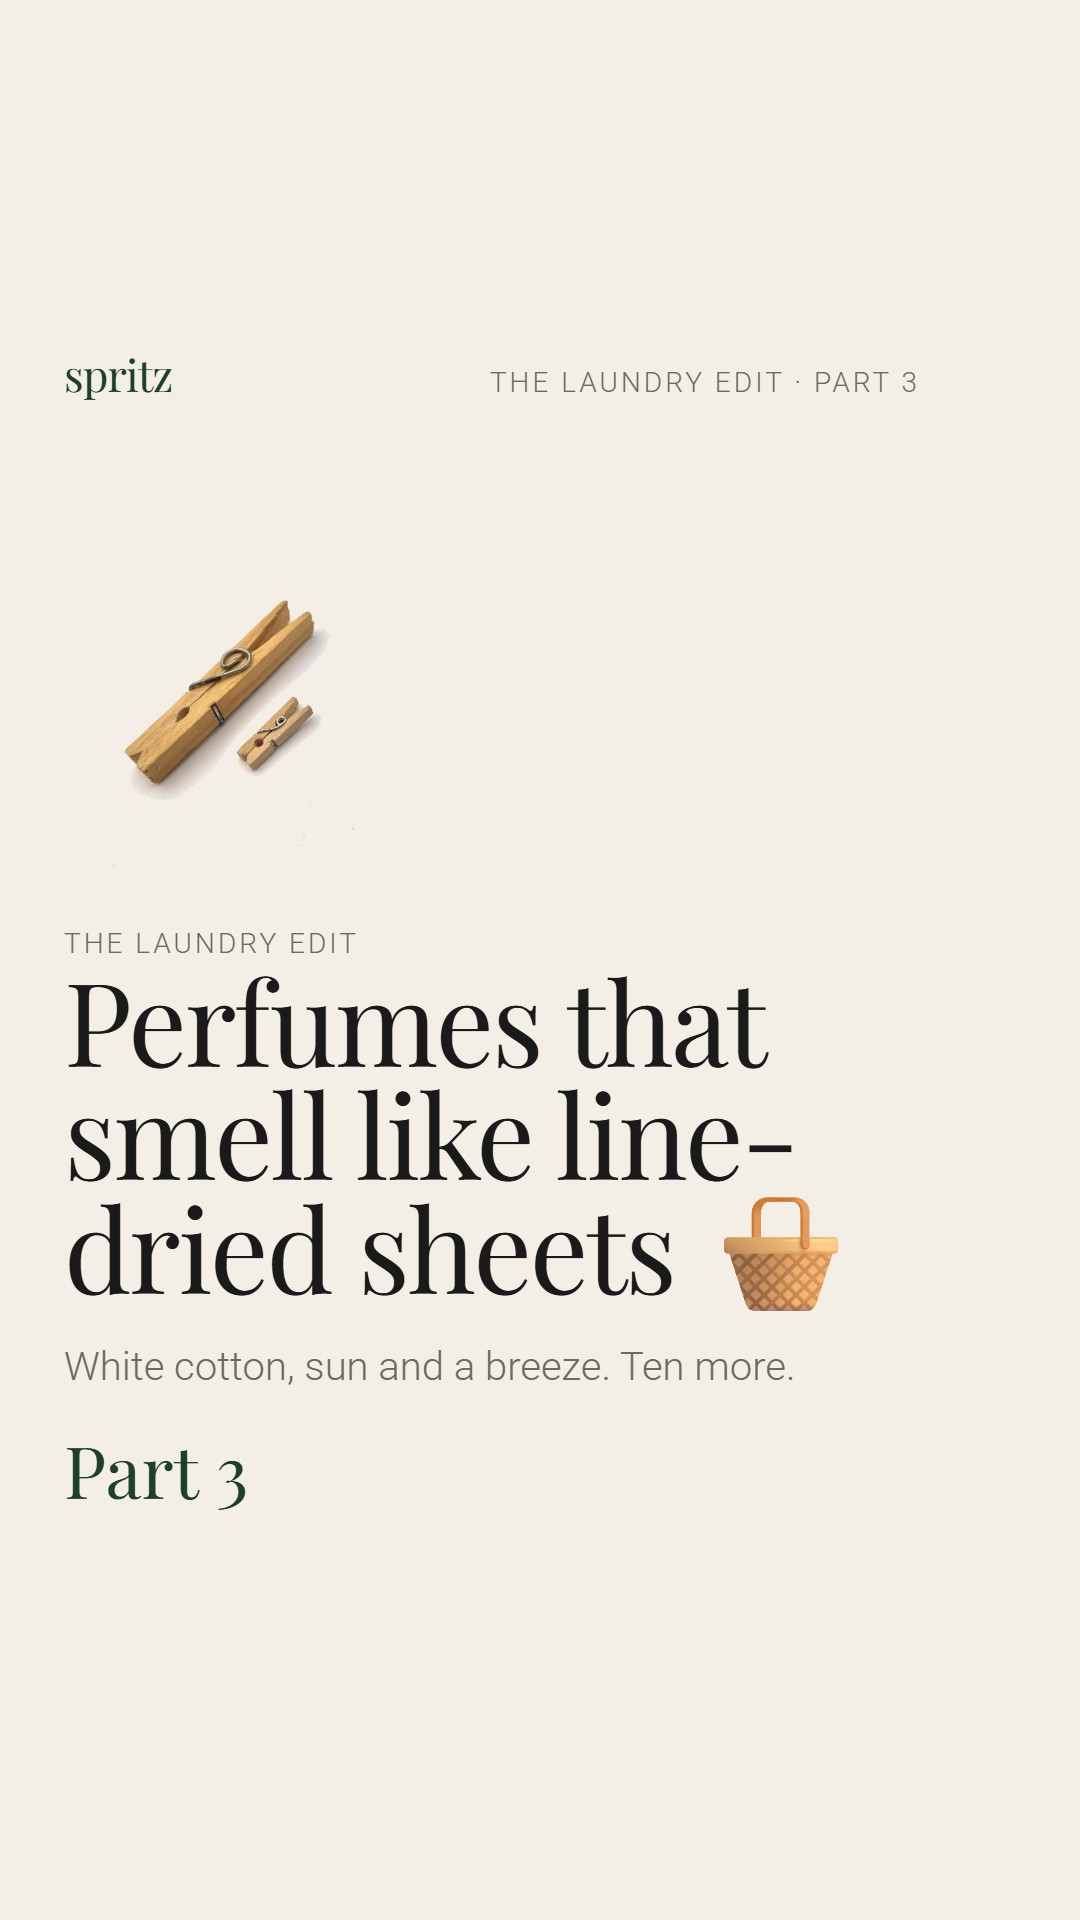 spritz
THE LAUNDRY EDIT · PART 3
THE LAUNDRY EDIT
Perfumes that
smell like line-
dried sheets
White cotton, sun and a breeze. Ten more.
Part 3